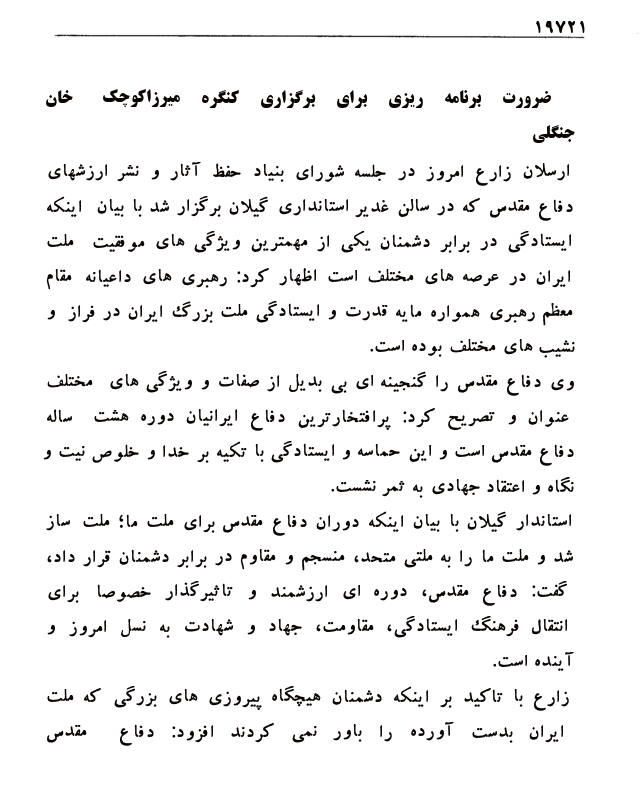 ۱۹۷۲۱
ضرورت برنامه ریزی برای برگزاری کنگره میرزاکوچک خان
جنگلی
ارسلان زارع امروز در جلسه شورای بنیاد حفظ آثار و نشر ارزشهای
دفاع مقدس که در سالن غدیر استانداری گیلان برگزار شد با بیان اینکه
ایستادگی در برابر دشمنان یکی از مهمترین ویژگی های موفقیت ملت
ایران در عرصه های مختلف است اظهار کرد: رهبری های داعیانه مقام
معظم رهبری همواره مایه قدرت و ایستادگی ملت بزرگ ایران در فراز و
نشیب های مختلف بوده است.
وی دفاع مقدس را گنجینه ای بی بدیل از صفات و ویژگی های مختلف
عنوان و تصریح کرد: پرافتخارترین دفاع ایرانیان دوره هشت ساله
دفاع مقدس است و این حماسه و ایستادگی با تکیه بر خدا و خلوص نیت و
نگاه و اعتقاد جهادی به ثمر نشست.
استاندار گیلان با بیان اینکه دوران دفاع مقدس برای ملت ما؛ ملت ساز
شد و ملت ما را به ملتی متحد، منسجم و مقاوم در برابر دشمنان قرار داد،
گفت: دفاع مقدس، دوره ای ارزشمند و تاثیرگذار خصوصا برای
انتقال فرهنگ ایستادگی، مقاومت، جهاد و شهادت به نسل امروز و
آینده است.
زارع با تاکید بر اینکه دشمنان هیچگاه پیروزی های بزرگی که ملت
ایران بدست آورده را باور نمی کردند افزود: دفاع مقدس